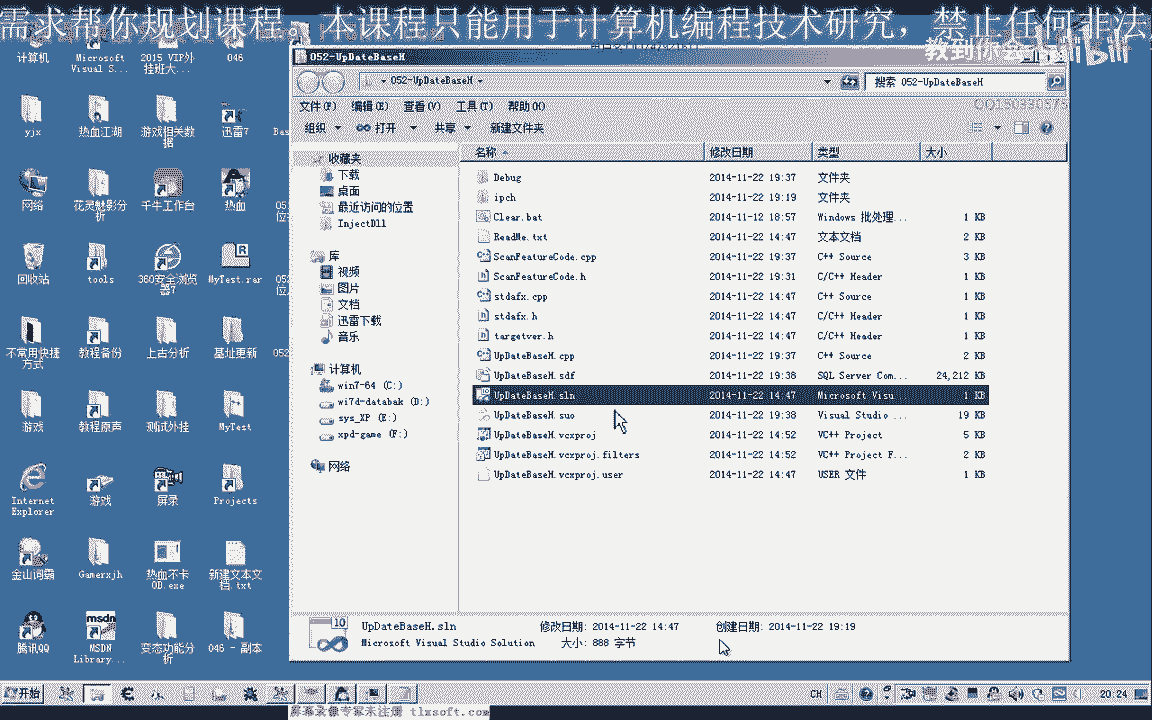 需求帮你规划课程。本课程只能用于计算机编程技术研究，禁止任何非法
教到你会
bilibili
QQ150330575
052-UpDateBaseH
052-UpDateBaseH
搜索 052-UpDateBaseH
文件(F) 编辑(E) 查看(V) 工具(T) 帮助(H)
组织 打开 共享 新建文件夹
名称 修改日期 类型 大小
收藏夹
下载
桌面
最近访问的位置
InjectDll
库
视频
图片
文档
迅雷下载
音乐
计算机
win7-64 (C:)
wi7d-databak (D:)
sys_XP (E:)
xpd-game (F:)
网络
Debug 2014-11-22 19:37 文件夹
ipch 2014-11-22 19:19 文件夹
Clear.bat 2014-11-12 18:57 Windows 批处理... 1 KB
ReadMe.txt 2014-11-22 14:47 文本文档 2 KB
ScanFeatureCode.cpp 2014-11-22 19:37 C++ Source 3 KB
ScanFeatureCode.h 2014-11-22 19:31 C/C++ Header 1 KB
stdafx.cpp 2014-11-22 14:47 C++ Source 1 KB
stdafx.h 2014-11-22 14:47 C/C++ Header 1 KB
targetver.h 2014-11-22 14:47 C/C++ Header 1 KB
UpDateBaseH.cpp 2014-11-22 19:37 C++ Source 2 KB
UpDateBaseH.sdf 2014-11-22 19:38 SQL Server Com... 24,212 KB
UpDateBaseH.sln 2014-11-22 14:47 Microsoft Visu... 1 KB
UpDateBaseH.suo 2014-11-22 19:38 Visual Studio ... 19 KB
UpDateBaseH.vcxproj 2014-11-22 14:52 VC++ Project 5 KB
UpDateBaseH.vcxproj.filters 2014-11-22 14:52 VC++ Project F... 2 KB
UpDateBaseH.vcxproj.user 2014-11-22 14:47 USER 文件 1 KB
UpDateBaseH.sln 修改日期: 2014-11-22 14:47 创建日期: 2014-11-22 19:19
Microsoft Visual Studio Solution 大小: 888 字节
计算机 Microsoft Visual S... 2015 VIP外挂班大... 046
yjx 热血江湖 游戏相关数据 迅雷7 Bas
网络 花灵魅影分析 千牛工作台 热血
回收站 tools 360安全浏览器7 MyTest.rar
不常用快捷方式 教程备份 上古分析 基址更新 052
游戏 教程原声 测试外挂 MyTest
Internet Explorer 游戏 屏录 Projects
金山词霸 Gamerxjh 热血不卡OD.exe 新建文本文档.txt
腾讯QQ MSDN Library... 变态功能分析 046 - 副本
开始 CH 20:24
屏幕录像专家未注册 tlxsoft.com